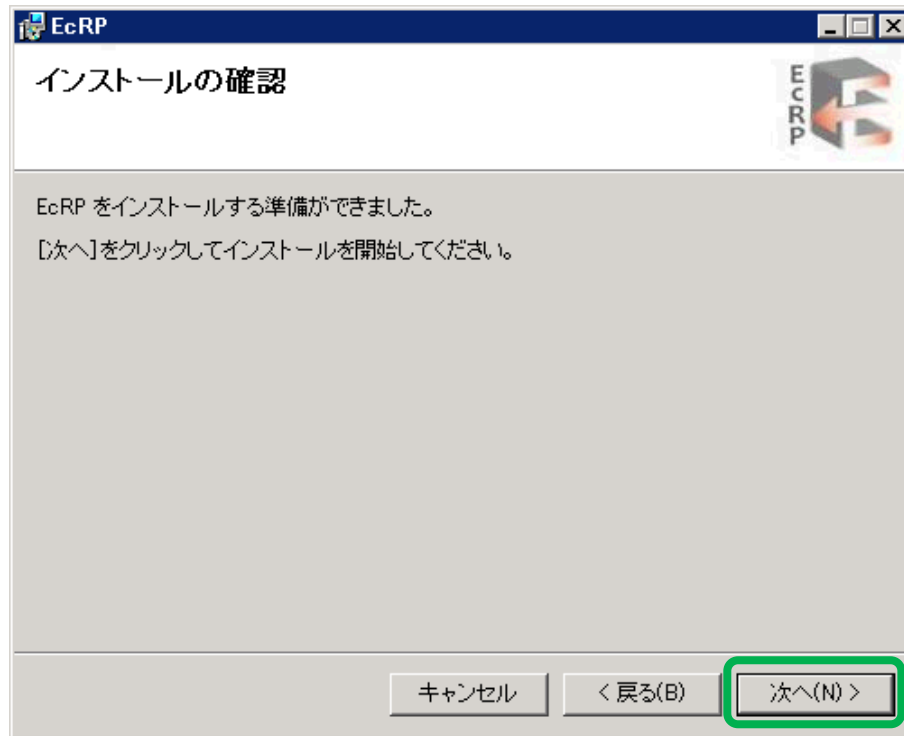 EcRP
インストールの確認
E
C
R
P
EcRP をインストールする準備ができました。
[次へ]をクリックしてインストールを開始してください。
キャンセル
< 戻る(B)
次へ(N) >